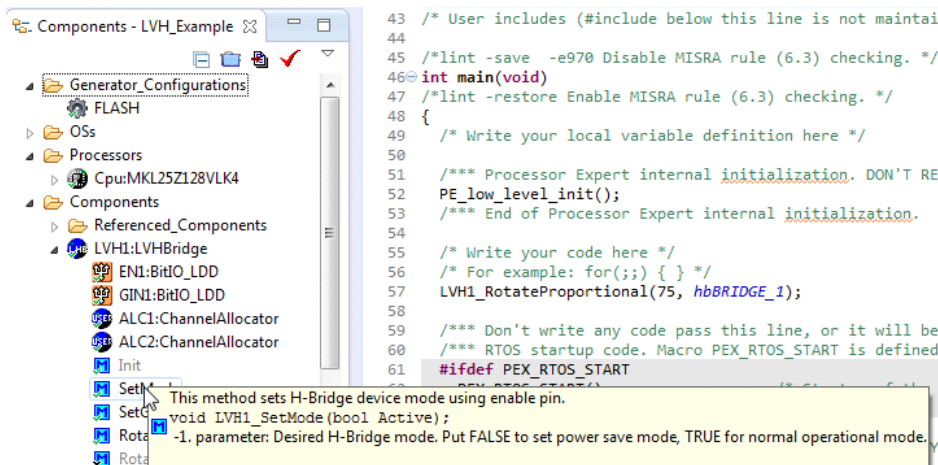 Components - LVH_Example
Generator_Configurations
FLASH
OSs
Processors
Cpu:MKL25Z128VLK4
Components
Referenced_Components
LVH1:LVHBridge
EN1:BitIO_LDD
GIN1:BitIO_LDD
ALC1:ChannelAllocator
ALC2:ChannelAllocator
Init
SetG
Rota
Rota
43 /* User includes (#include below this line is not maintai
44
45 /*lint -save  -e970 Disable MISRA rule (6.3) checking. */
46 int main(void)
47 /*lint -restore Enable MISRA rule (6.3) checking. */
48 {
49   /* Write your local variable definition here */
50
51   /*** Processor Expert internal initialization. DON'T RE
52   PE_low_level_init();
53   /*** End of Processor Expert internal initialization.
54
55   /* Write your code here */
56   /* For example: for(;;) { } */
57   LVH1_RotateProportional(75, hbBRIDGE_1);
58
59   /*** Don't write any code pass this line, or it will be
60   /*** RTOS startup code. Macro PEX_RTOS_START is defined
61   #ifdef PEX_RTOS_START
This method sets H-Bridge device mode using enable pin.
void LVH1_SetMode(bool Active);
-1. parameter: Desired H-Bridge mode. Put FALSE to set power save mode, TRUE for normal operational mode.